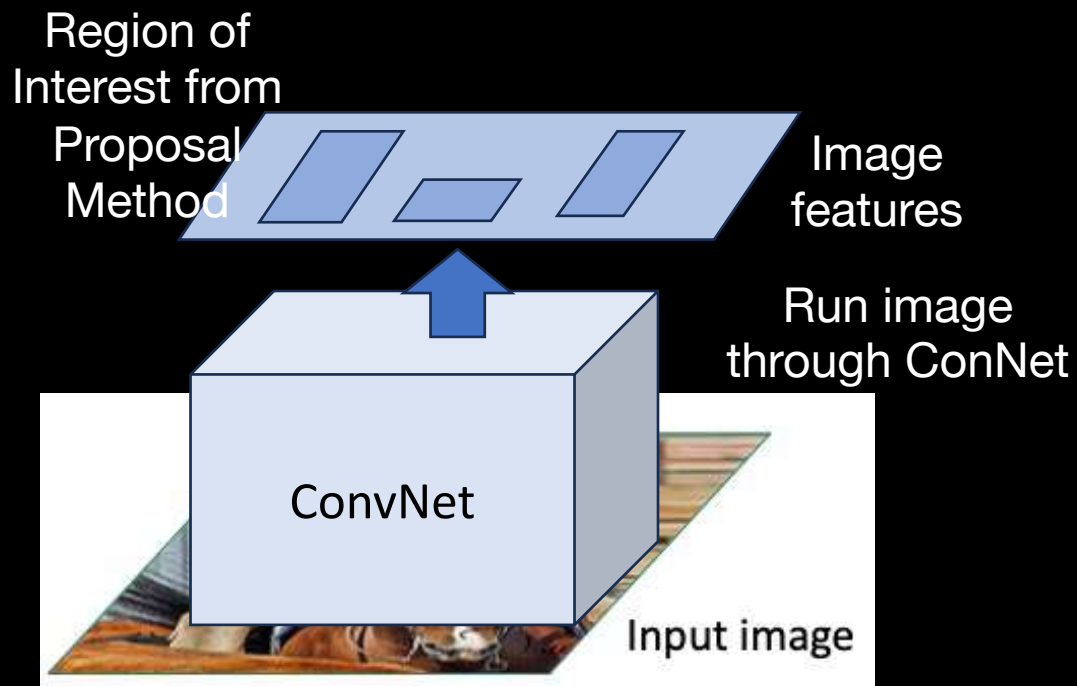 Region of
Interest from
Proposal
Method
Image
features
Run image
through ConNet
ConvNet
Input image